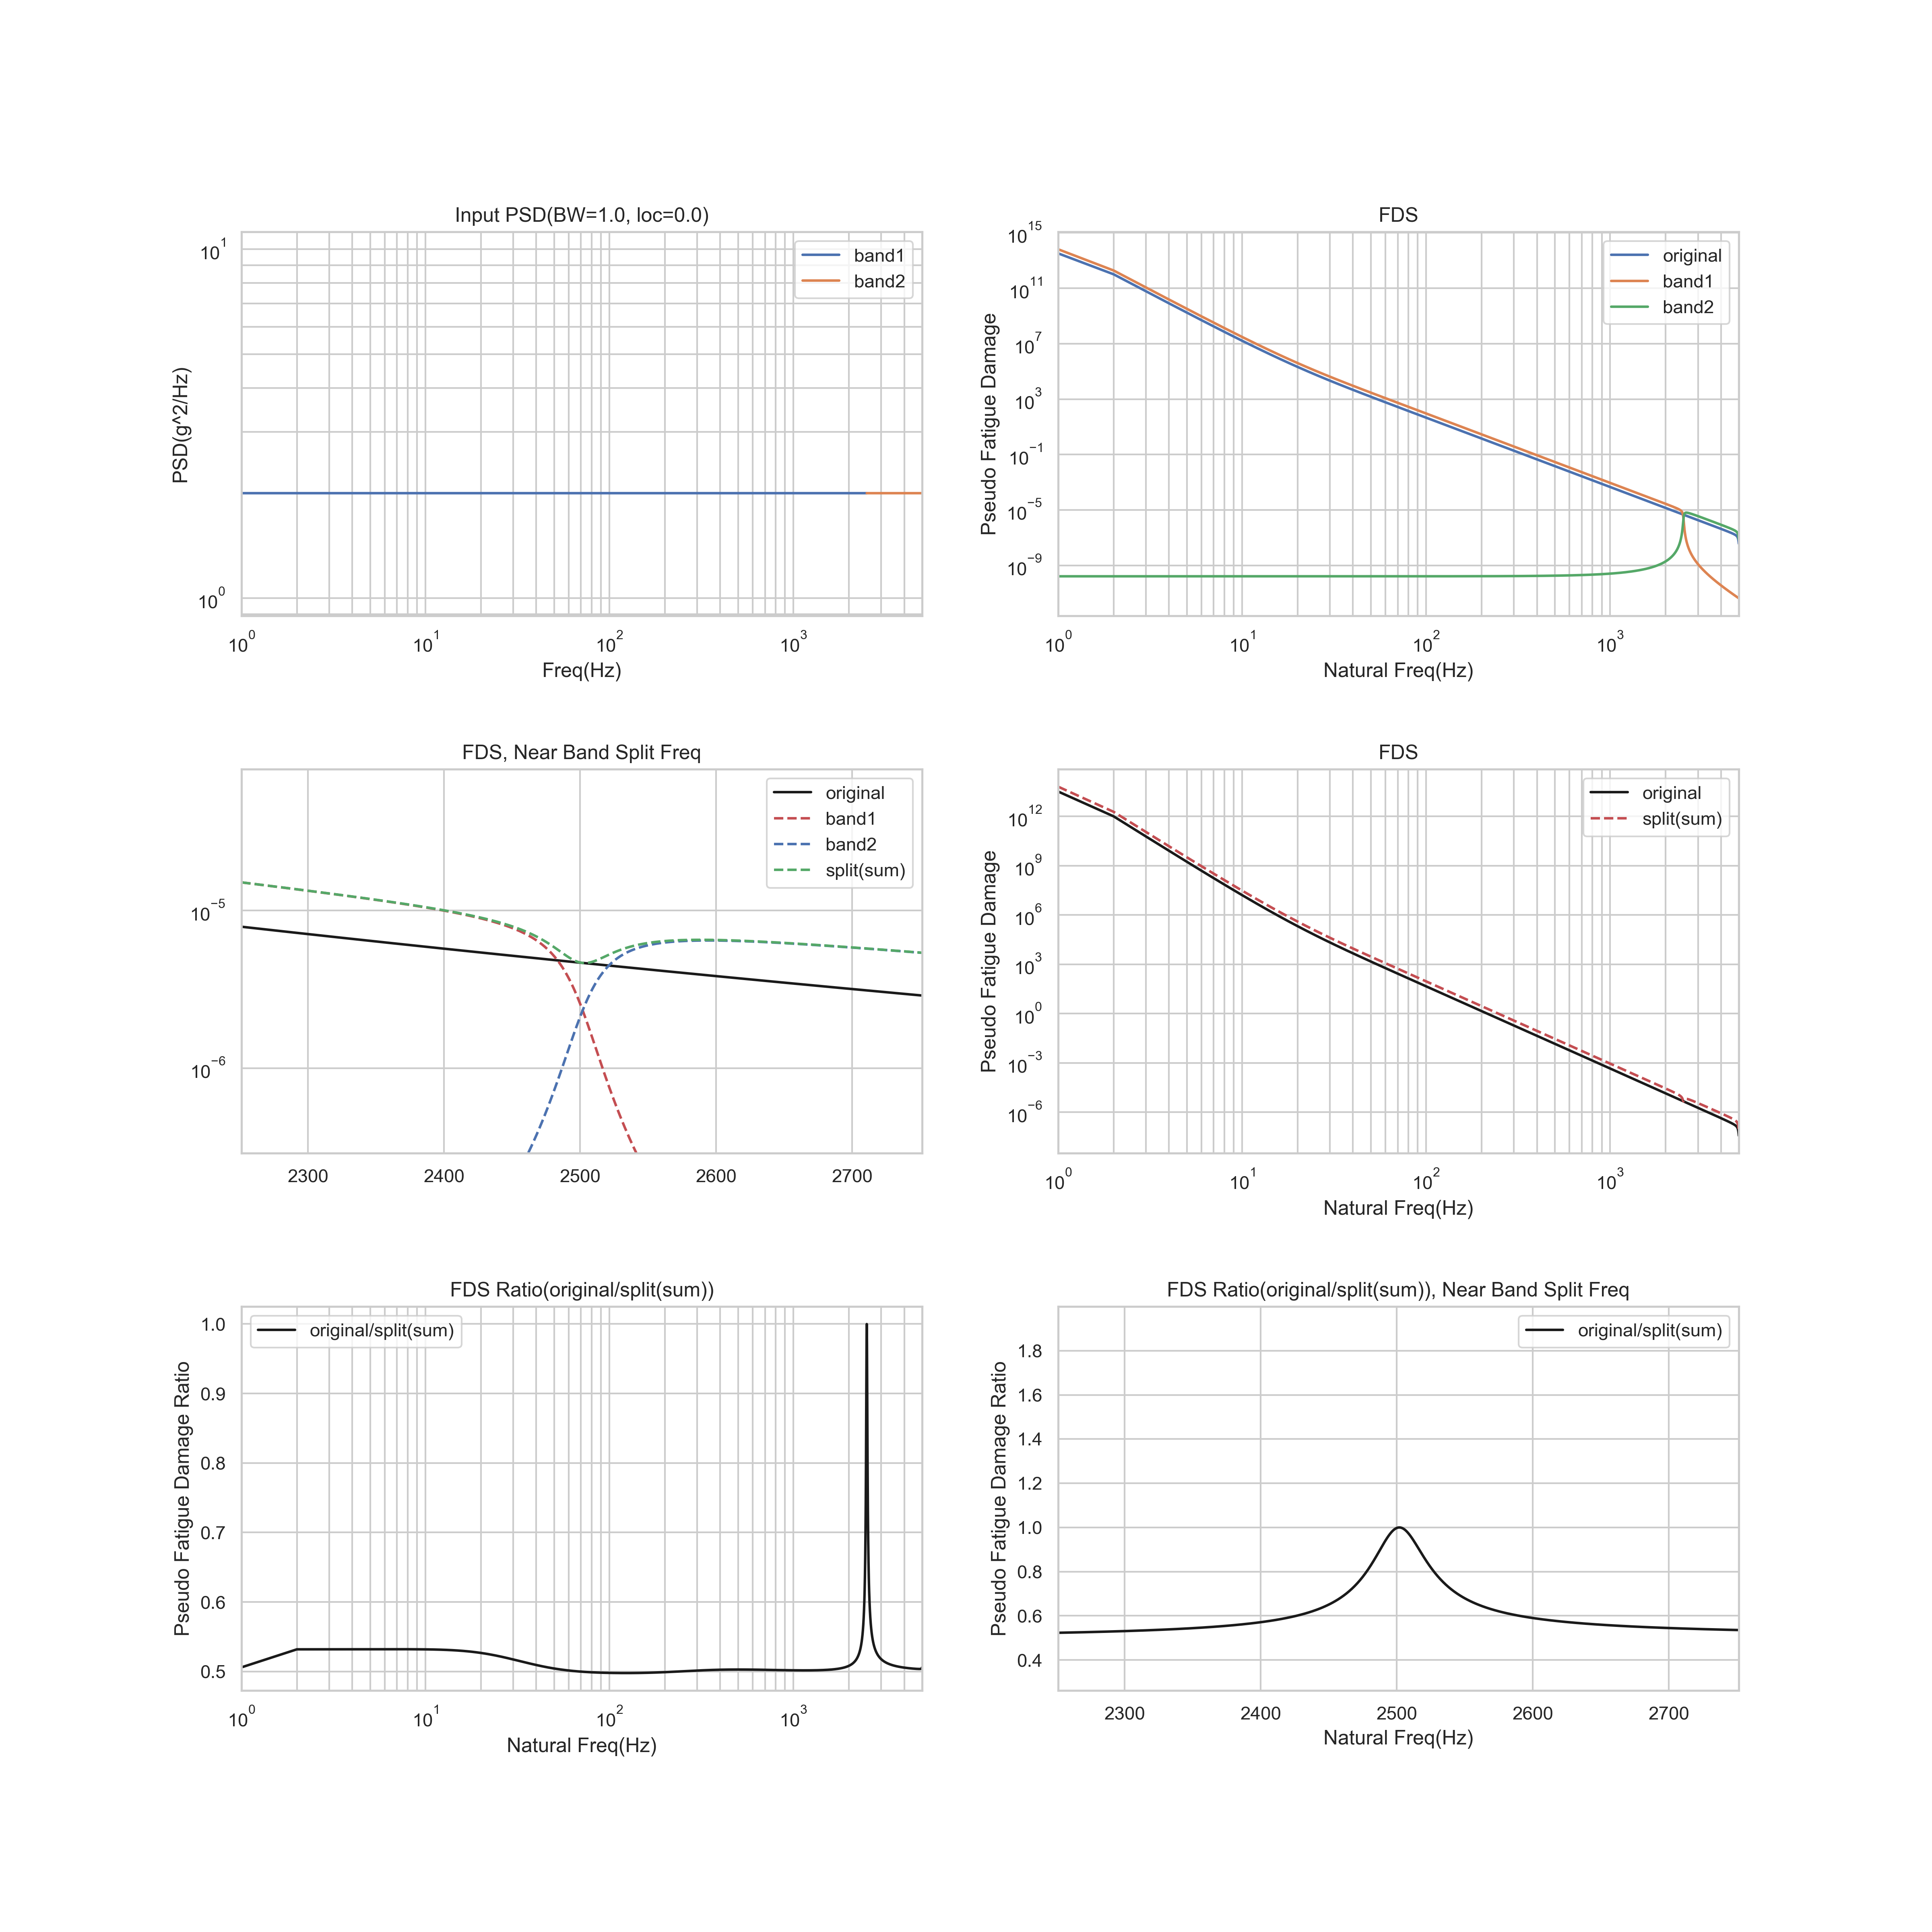 Input PSD(BW=1.0, loc=0.0)
PSD(g^2/Hz)
10^1
10^0
10^0 10^1 10^2 10^3
Freq(Hz)
band1
band2
FDS
Pseudo Fatigue Damage
10^15
10^11
10^7
10^3
10^−1
10^−5
10^−9
10^0 10^1 10^2 10^3
Natural Freq(Hz)
original
band1
band2
FDS, Near Band Split Freq
10^−5
10^−6
2300 2400 2500 2600 2700
original
band1
band2
split(sum)
FDS
Pseudo Fatigue Damage
10^12
10^9
10^6
10^3
10^0
10^−3
10^−6
10^0 10^1 10^2 10^3
Natural Freq(Hz)
original
split(sum)
FDS Ratio(original/split(sum))
Pseudo Fatigue Damage Ratio
1.0
0.9
0.8
0.7
0.6
0.5
10^0 10^1 10^2 10^3
Natural Freq(Hz)
original/split(sum)
FDS Ratio(original/split(sum)), Near Band Split Freq
Pseudo Fatigue Damage Ratio
1.8
1.6
1.4
1.2
1.0
0.8
0.6
0.4
2300 2400 2500 2600 2700
Natural Freq(Hz)
original/split(sum)